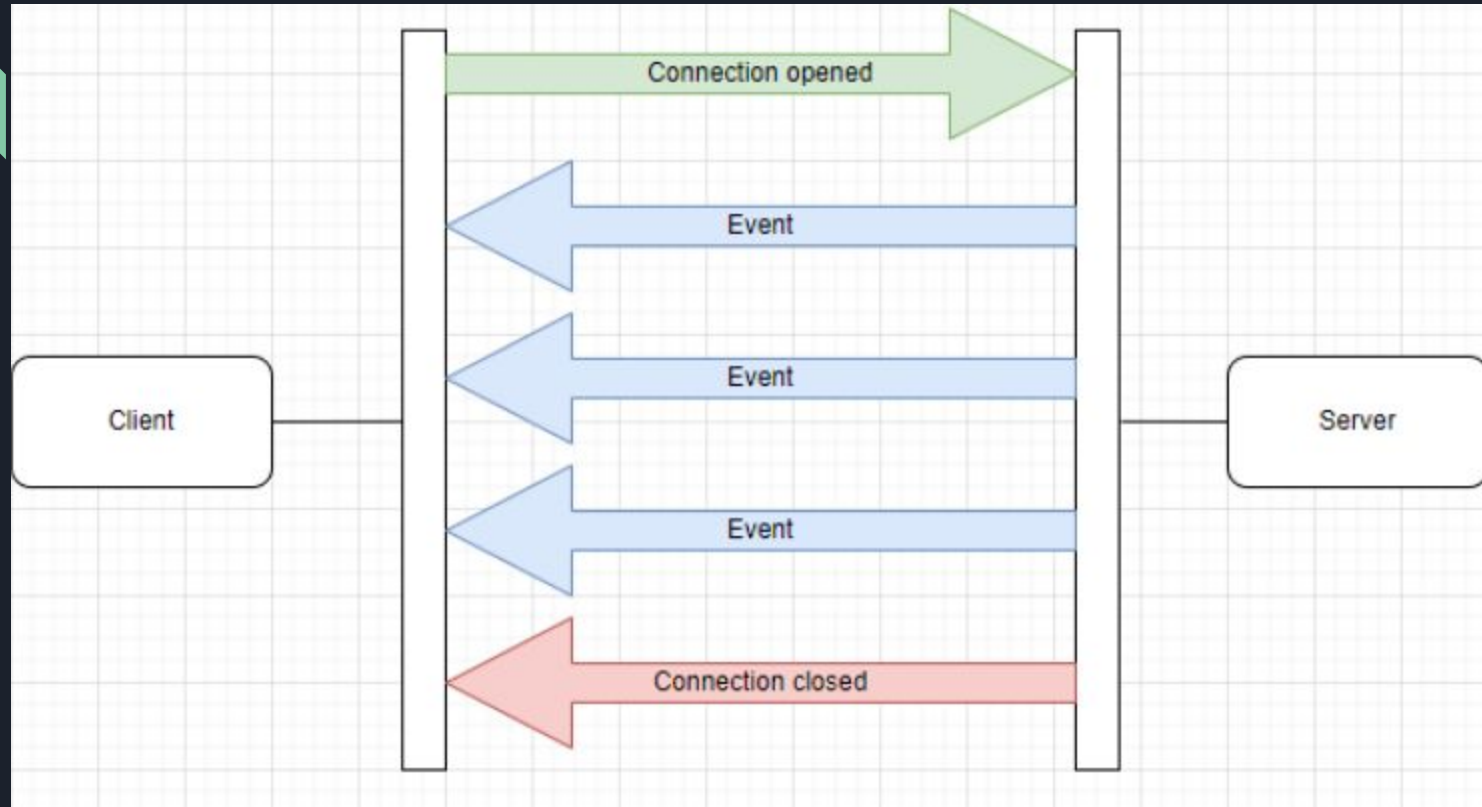 Connection opened
Event
Event
Client
Server
Event
Connection closed